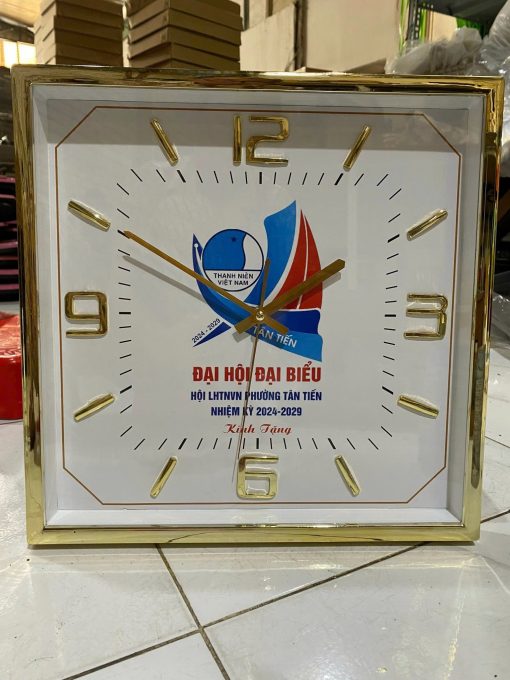 12
9
3
6
THANH NIÊN
VIỆT NAM
2024 - 2029
TÂN TIẾN
ĐẠI HỘI ĐẠI BIỂU
HỘI LHTNVN PHƯỜNG TÂN TIẾN
NHIỆM KỲ 2024-2029
Kính Tặng